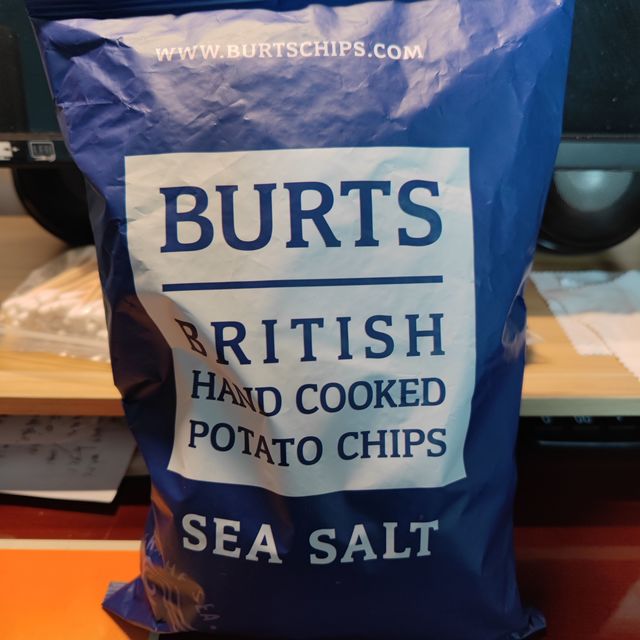 WWW.BURTSCHIPS.COM
BURTS
BRITISH
HAND COOKED
POTATO CHIPS
SEA SALT